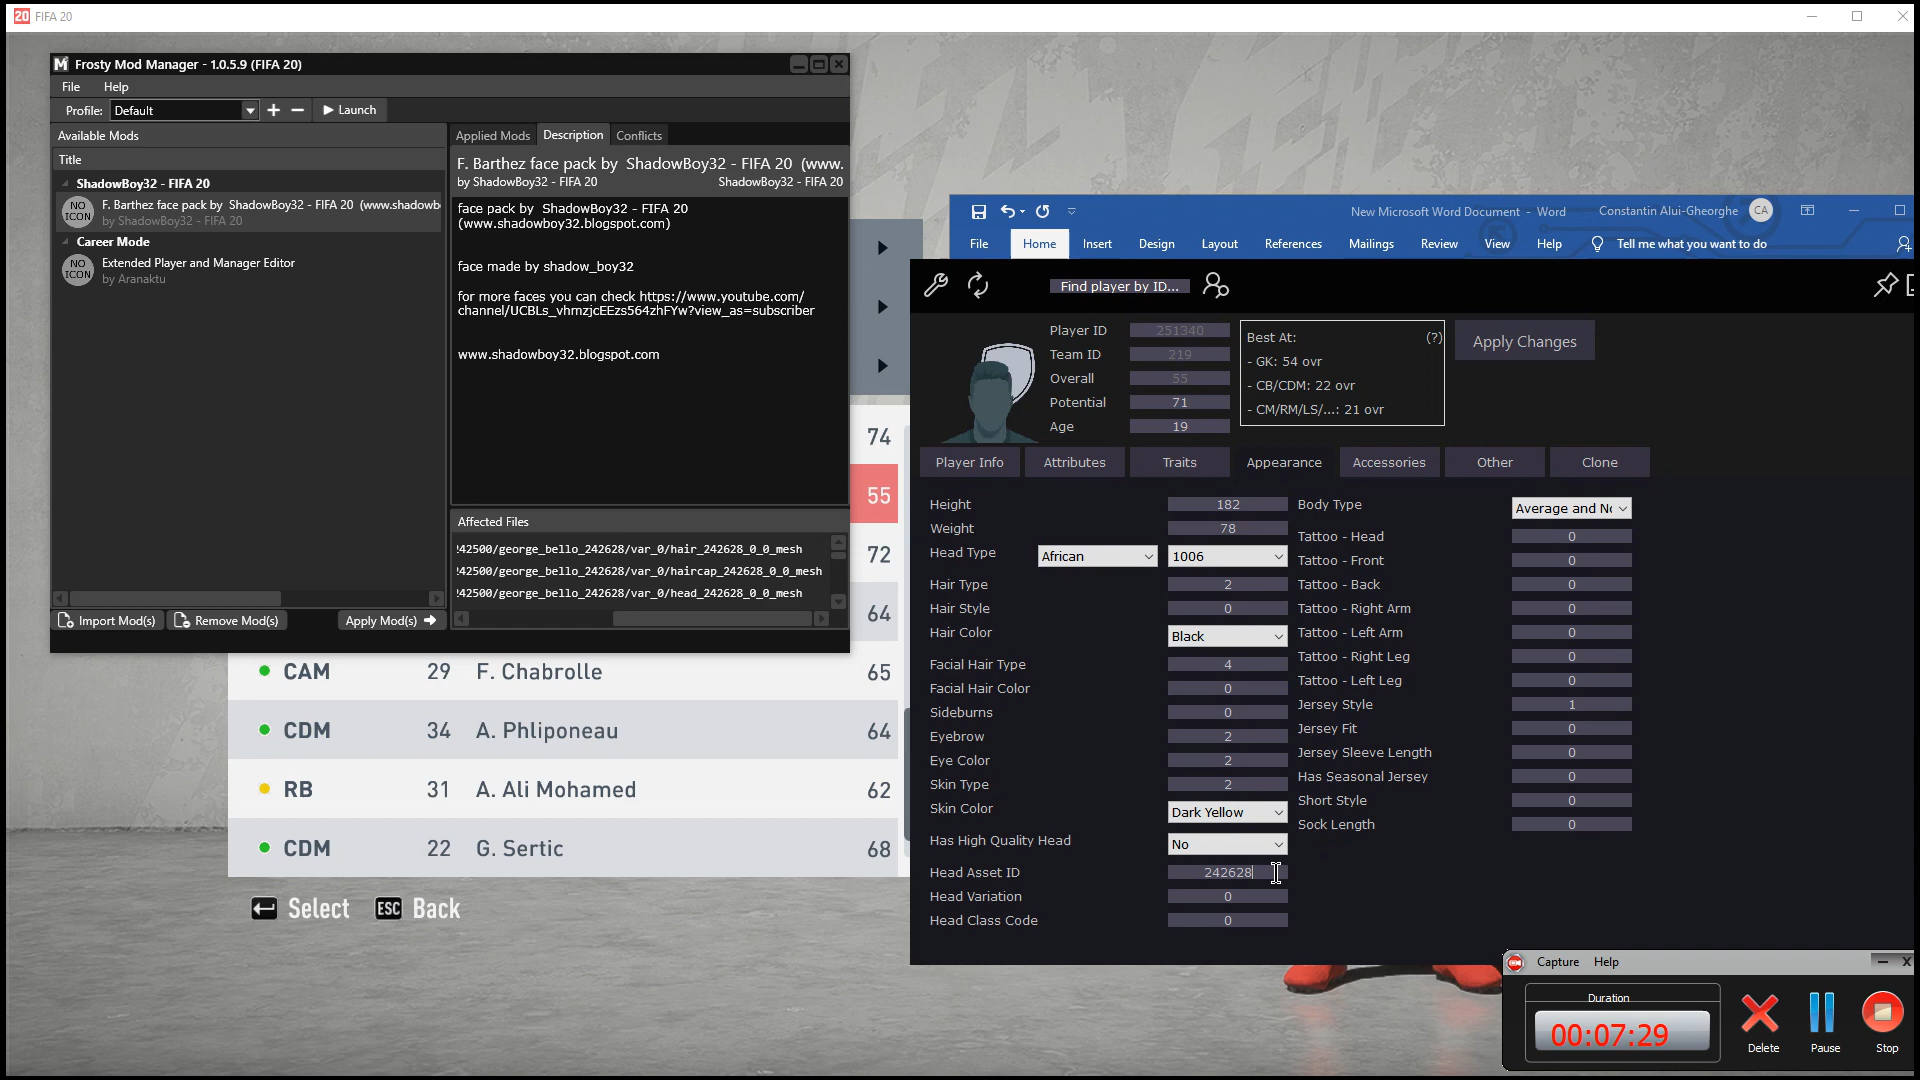 20 FIFA 20
Frosty Mod Manager - 1.0.5.9 (FIFA 20)
File Help
Profile: Default + − Launch
Available Mods
Title
ShadowBoy32 - FIFA 20
NO ICON
F. Barthez face pack by ShadowBoy32 - FIFA 20 (www.shadowb
by ShadowBoy32 - FIFA 20
Career Mode
NO ICON
Extended Player and Manager Editor
by Aranaktu
Import Mod(s) Remove Mod(s) Apply Mod(s)
Applied Mods Description Conflicts
F. Barthez face pack by ShadowBoy32 - FIFA 20 (www.
by ShadowBoy32 - FIFA 20 ShadowBoy32 - FIFA 20
face pack by ShadowBoy32 - FIFA 20
(www.shadowboy32.blogspot.com)
face made by shadow_boy32
for more faces you can check https://www.youtube.com/
channel/UCBLs_vhrnzjcEEzs564zhFYw?view_as=subscriber
www.shadowboy32.blogspot.com
Affected Files
242500/george_bello_242628/var_0/hair_242628_0_0_mesh
242500/george_bello_242628/var_0/haircap_242628_0_0_mesh
242500/george_bello_242628/var_0/head_242628_0_0_mesh
74
55
72
64
CAM 29 F. Chabrolle 65
CDM 34 A. Phliponeau 64
RB 31 A. Ali Mohamed 62
CDM 22 G. Sertic 68
Select ESC Back
New Microsoft Word Document - Word Constantin Alui-Gheorghe CA
File Home Insert Design Layout References Mailings Review View Help Tell me what you want to do
Find player by ID...
Player ID 251340
Team ID 219
Overall 55
Potential 71
Age 19
Best At: (?)
- GK: 54 ovr
- CB/CDM: 22 ovr
- CM/RM/LS/...: 21 ovr
Apply Changes
Player Info Attributes Traits Appearance Accessories Other Clone
Height 182
Weight 78
Head Type African 1006
Hair Type 2
Hair Style 0
Hair Color Black
Facial Hair Type 4
Facial Hair Color 0
Sideburns 0
Eyebrow 2
Eye Color 2
Skin Type 2
Skin Color Dark Yellow
Has High Quality Head No
Head Asset ID 242628
Head Variation 0
Head Class Code 0
Body Type Average and No
Tattoo - Head 0
Tattoo - Front 0
Tattoo - Back 0
Tattoo - Right Arm 0
Tattoo - Left Arm 0
Tattoo - Right Leg 0
Tattoo - Left Leg 0
Jersey Style 1
Jersey Fit 0
Jersey Sleeve Length 0
Has Seasonal Jersey 0
Short Style 0
Sock Length 0
Capture Help
Duration
00:07:29
Delete Pause Stop